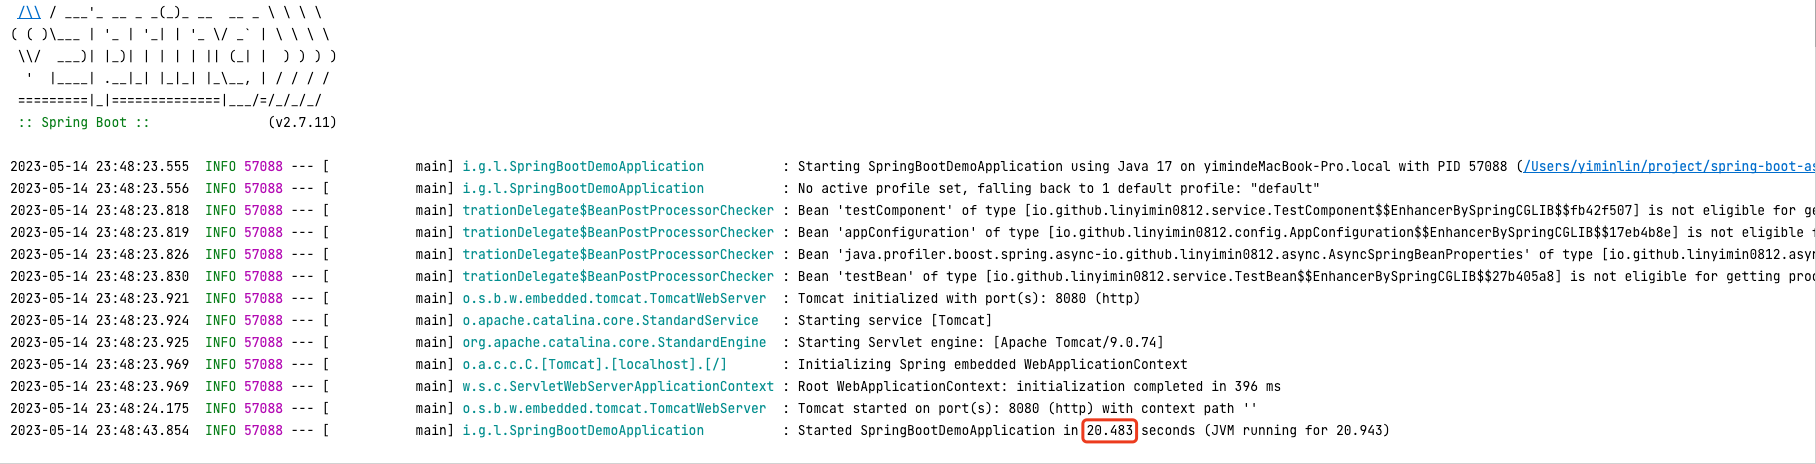 /\\ / ___'_ __ _ _(_)_ __  __ _ \ \ \ \
( ( )\___ | '_ | '_| | '_ \/ _` | \ \ \ \
 \\/  ___)| |_)| | | | | || (_| |  ) ) ) )
  '  |____| .__|_| |_|_| |_\__, | / / / /
 =========|_|==============|___/=/_/_/_/
 :: Spring Boot ::               (v2.7.11)
2023-05-14 23:48:23.555  INFO 57088 --- [           main] i.g.l.SpringBootDemoApplication          : Starting SpringBootDemoApplication using Java 17 on yimindeMacBook-Pro.local with PID 57088 (/Users/yiminlin/project/spring-boot-as
2023-05-14 23:48:23.556  INFO 57088 --- [           main] i.g.l.SpringBootDemoApplication          : No active profile set, falling back to 1 default profile: "default"
2023-05-14 23:48:23.818  INFO 57088 --- [           main] trationDelegate$BeanPostProcessorChecker : Bean 'testComponent' of type [io.github.linyimin0812.service.TestComponent$$EnhancerBySpringCGLIB$$fb42f507] is not eligible for ge
2023-05-14 23:48:23.819  INFO 57088 --- [           main] trationDelegate$BeanPostProcessorChecker : Bean 'appConfiguration' of type [io.github.linyimin0812.config.AppConfiguration$$EnhancerBySpringCGLIB$$17eb4b8e] is not eligible f
2023-05-14 23:48:23.826  INFO 57088 --- [           main] trationDelegate$BeanPostProcessorChecker : Bean 'java.profiler.boost.spring.async-io.github.linyimin0812.async.AsyncSpringBeanProperties' of type [io.github.linyimin0812.asyn
2023-05-14 23:48:23.830  INFO 57088 --- [           main] trationDelegate$BeanPostProcessorChecker : Bean 'testBean' of type [io.github.linyimin0812.service.TestBean$$EnhancerBySpringCGLIB$$27b405a8] is not eligible for getting proc
2023-05-14 23:48:23.921  INFO 57088 --- [           main] o.s.b.w.embedded.tomcat.TomcatWebServer  : Tomcat initialized with port(s): 8080 (http)
2023-05-14 23:48:23.924  INFO 57088 --- [           main] o.apache.catalina.core.StandardService   : Starting service [Tomcat]
2023-05-14 23:48:23.925  INFO 57088 --- [           main] org.apache.catalina.core.StandardEngine  : Starting Servlet engine: [Apache Tomcat/9.0.74]
2023-05-14 23:48:23.969  INFO 57088 --- [           main] o.a.c.c.C.[Tomcat].[localhost].[/]       : Initializing Spring embedded WebApplicationContext
2023-05-14 23:48:23.969  INFO 57088 --- [           main] w.s.c.ServletWebServerApplicationContext : Root WebApplicationContext: initialization completed in 396 ms
2023-05-14 23:48:24.175  INFO 57088 --- [           main] o.s.b.w.embedded.tomcat.TomcatWebServer  : Tomcat started on port(s): 8080 (http) with context path ''
2023-05-14 23:48:43.854  INFO 57088 --- [           main] i.g.l.SpringBootDemoApplication          : Started SpringBootDemoApplication in 20.483 seconds (JVM running for 20.943)